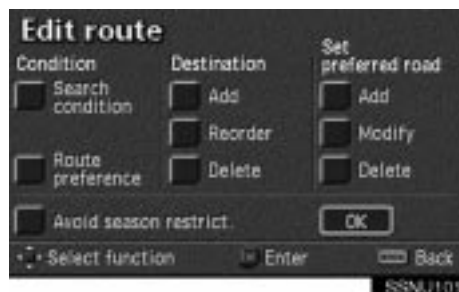 Edit route
Condition
Destination
Set
preferred road
Search
condition
Add
Add
Reorder
Modify
Route
preference
Delete
Delete
Avoid season restrict.
OK
Select function
Enter
Back
SSNU101